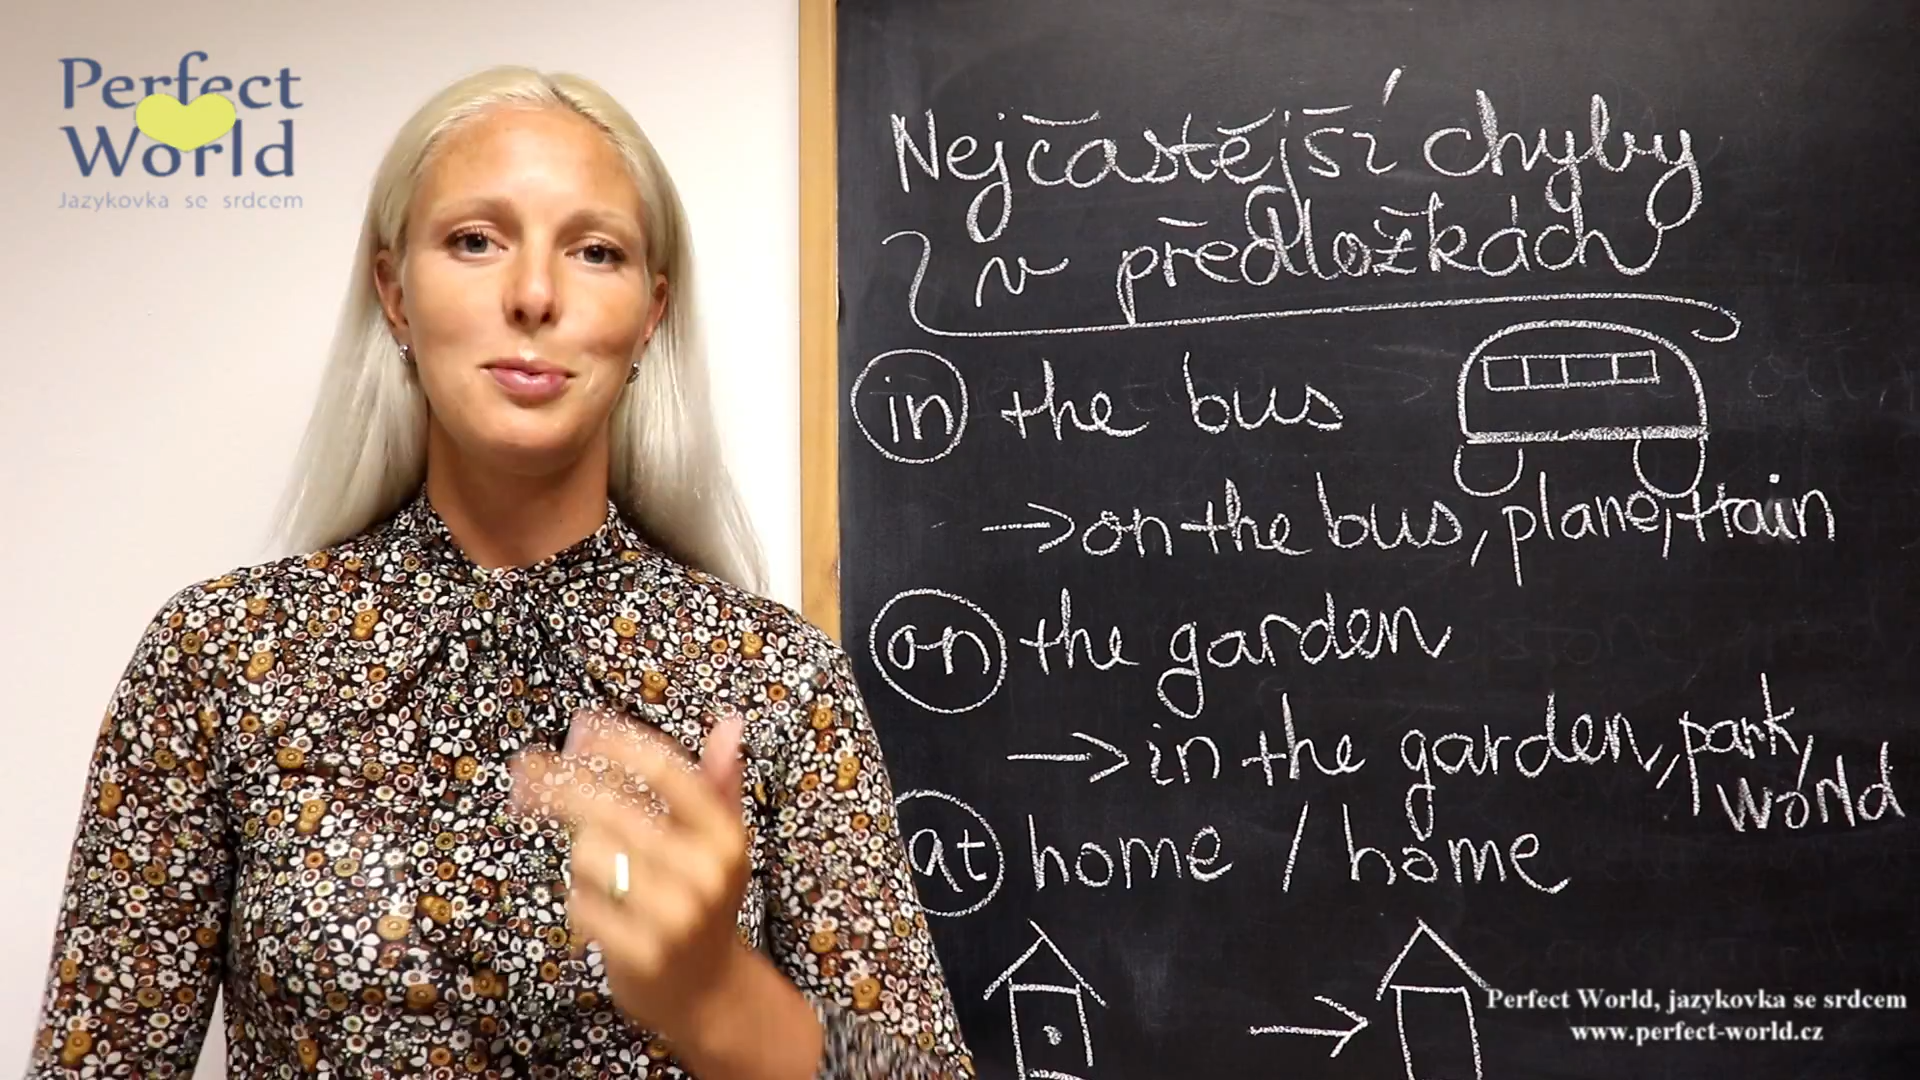 Perfect
World
Jazykovka se srdcem
Nejčastější chyby
v předložkách
in the bus
→ on the bus, plane, train
on the garden
→ in the garden, park,
world
at home / home
Perfect World, jazykovka se srdcem
www.perfect-world.cz